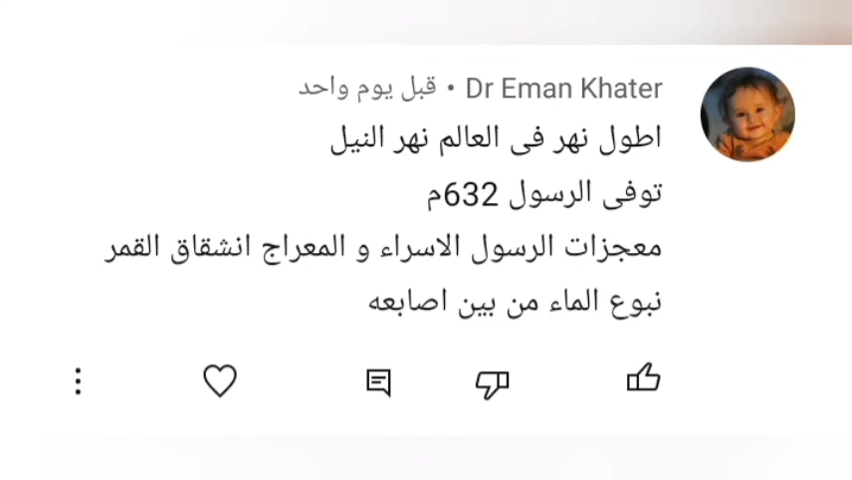 Dr Eman Khater • قبل يوم واحد
اطول نهر فى العالم نهر النيل
توفى الرسول 632م
معجزات الرسول الاسراء و المعراج انشقاق القمر
نبوع الماء من بين اصابعه